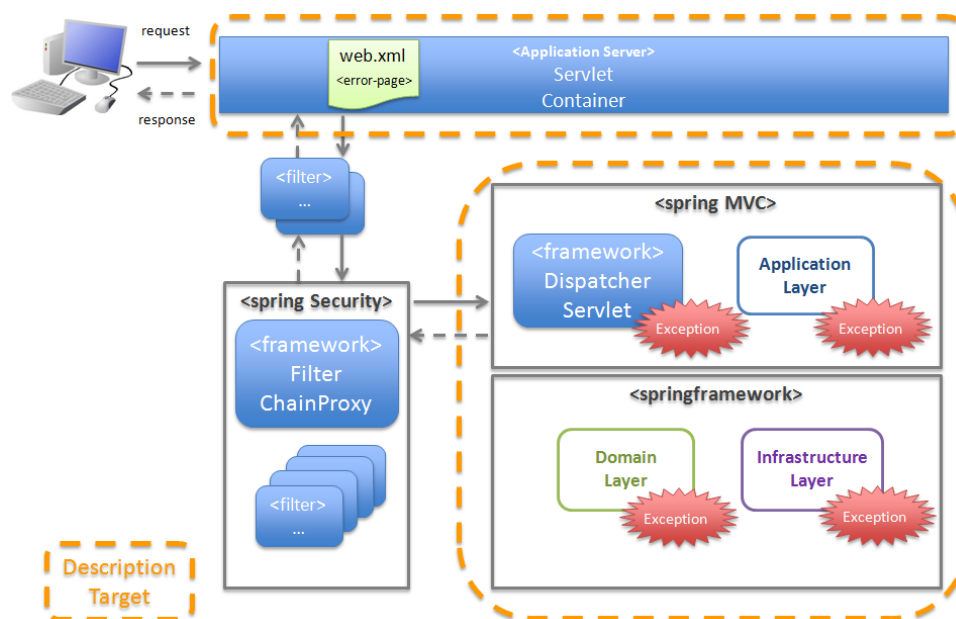 request
response
web.xml
<error-page>
<Application Server>
Servlet
Container
<filter>
...
<spring Security>
<framework>
Filter
ChainProxy
<filter>
...
<spring MVC>
<framework>
Dispatcher
Servlet
Exception
Application
Layer
Exception
<springframework>
Domain
Layer
Exception
Infrastructure
Layer
Exception
Description
Target